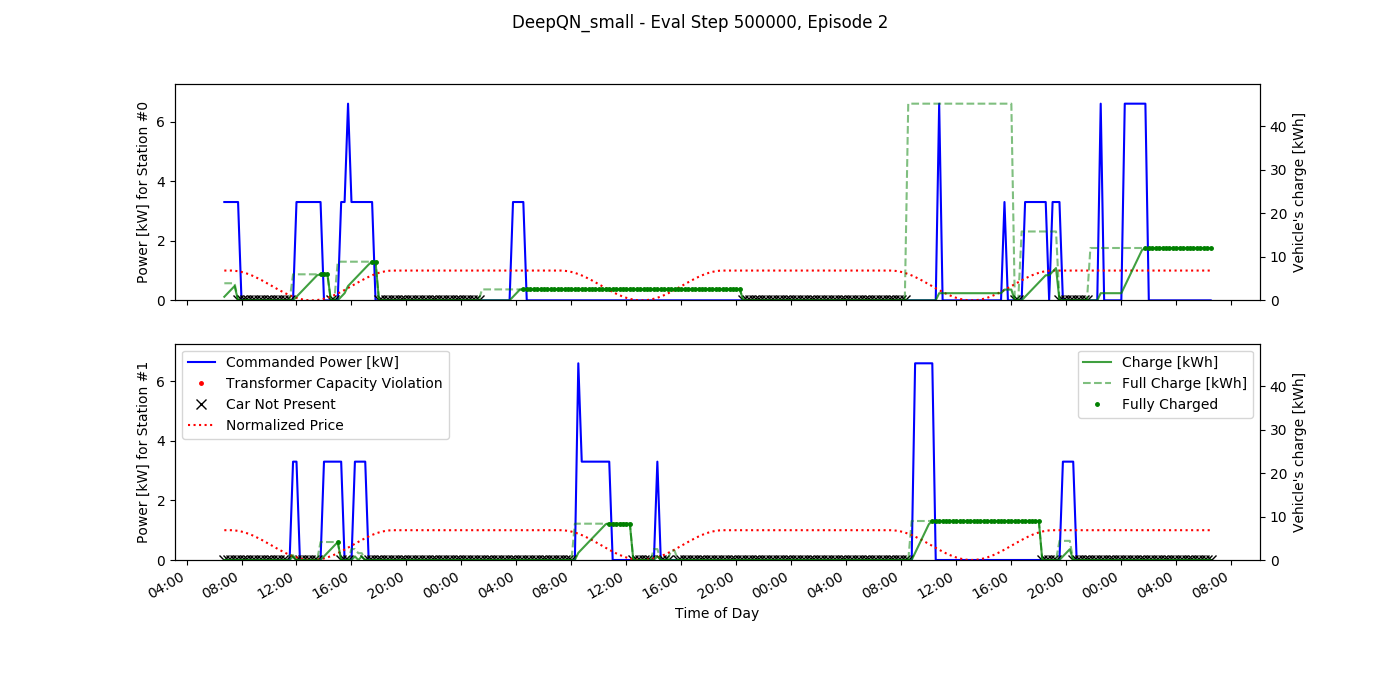 DeepQN_small - Eval Step 500000, Episode 2
Power [kW] for Station #0
6
4
2
0
40
30
20
10
0
Vehicle's charge [kWh]
Power [kW] for Station #1
6
4
2
0
Commanded Power [kW]
Transformer Capacity Violation
Car Not Present
Normalized Price
Charge [kWh]
Full Charge [kWh]
Fully Charged
40
30
20
10
0
Vehicle's charge [kWh]
04:00 08:00 12:00 16:00 20:00 00:00 04:00 08:00 12:00 16:00 20:00 00:00 04:00 08:00 12:00 16:00 20:00 00:00 04:00 08:00
Time of Day